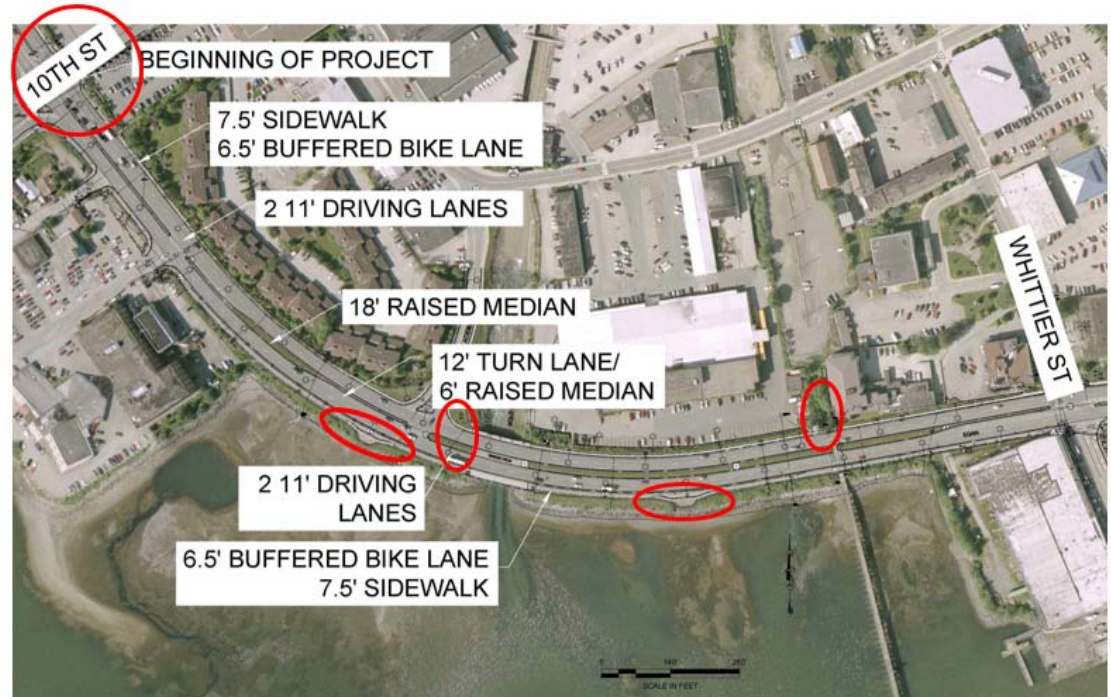 10TH ST
BEGINNING OF PROJECT
7.5' SIDEWALK
6.5' BUFFERED BIKE LANE
2 11' DRIVING LANES
18' RAISED MEDIAN
12' TURN LANE/
6' RAISED MEDIAN
WHITTIER ST
2 11' DRIVING
LANES
6.5' BUFFERED BIKE LANE
7.5' SIDEWALK
EGAN
SCALE IN FEET